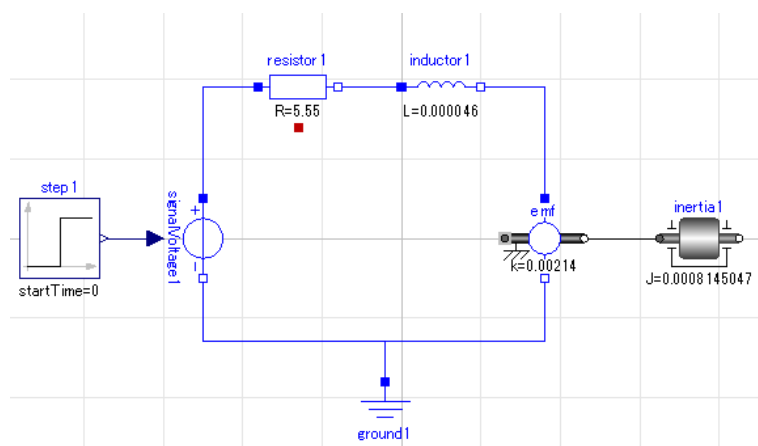 resistor1
inductor1
R=5.55
L=0.000046
step1
+
signalVoltage1
−
emf
inertia1
k=0.00214
J=0.0008145047
startTime=0
ground1